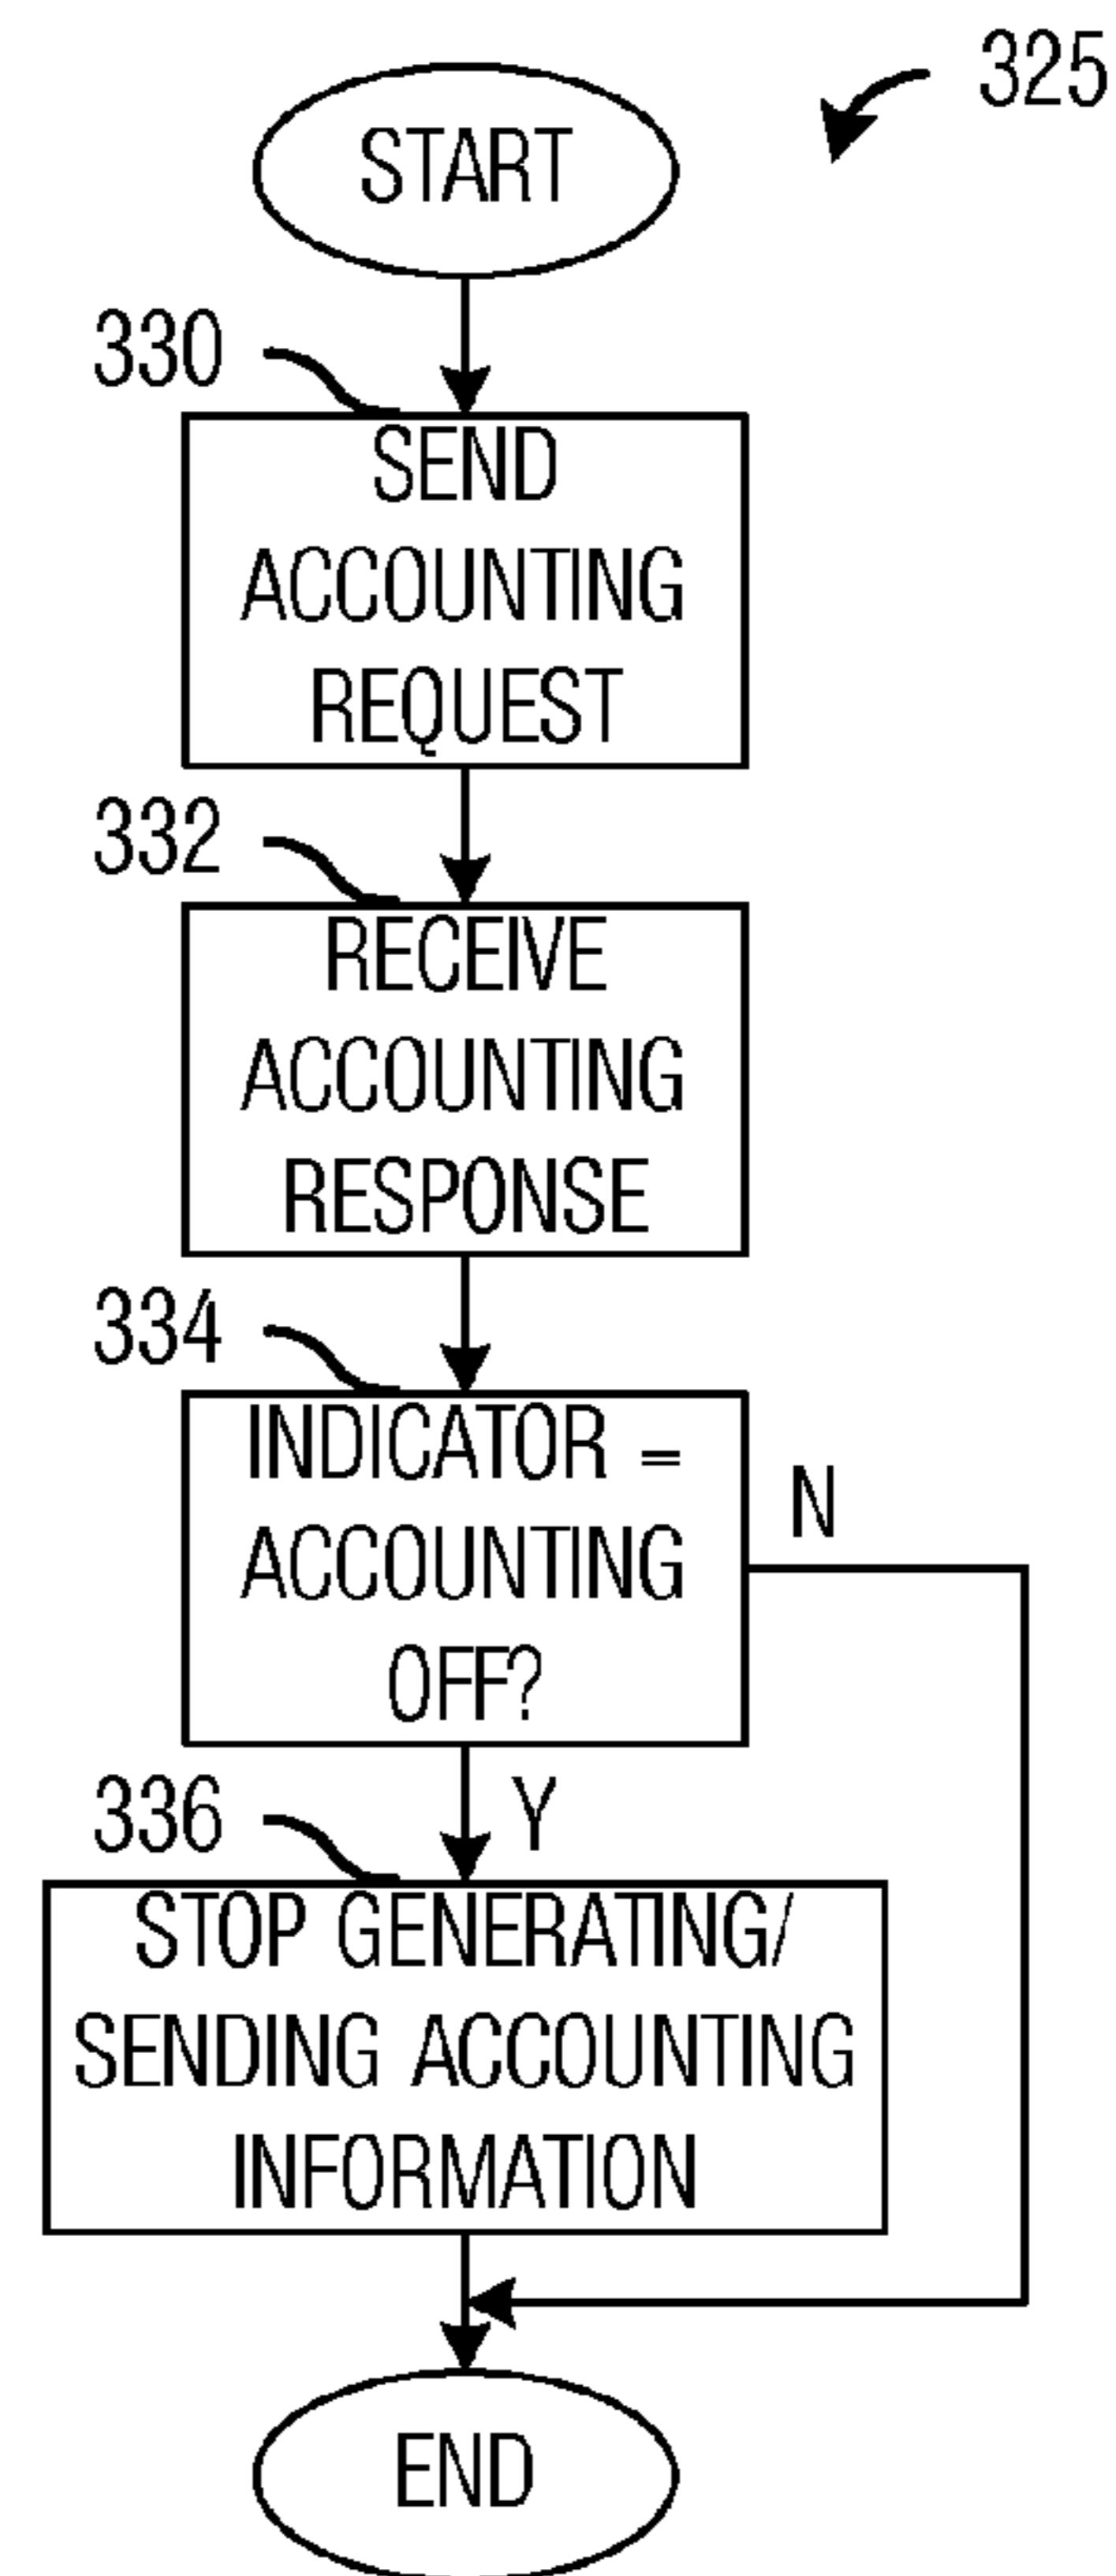 325
START
330
SEND
ACCOUNTING
REQUEST
332
RECEIVE
ACCOUNTING
RESPONSE
334
INDICATOR =
ACCOUNTING
OFF?
N
Y
336
STOP GENERATING/
SENDING ACCOUNTING
INFORMATION
END